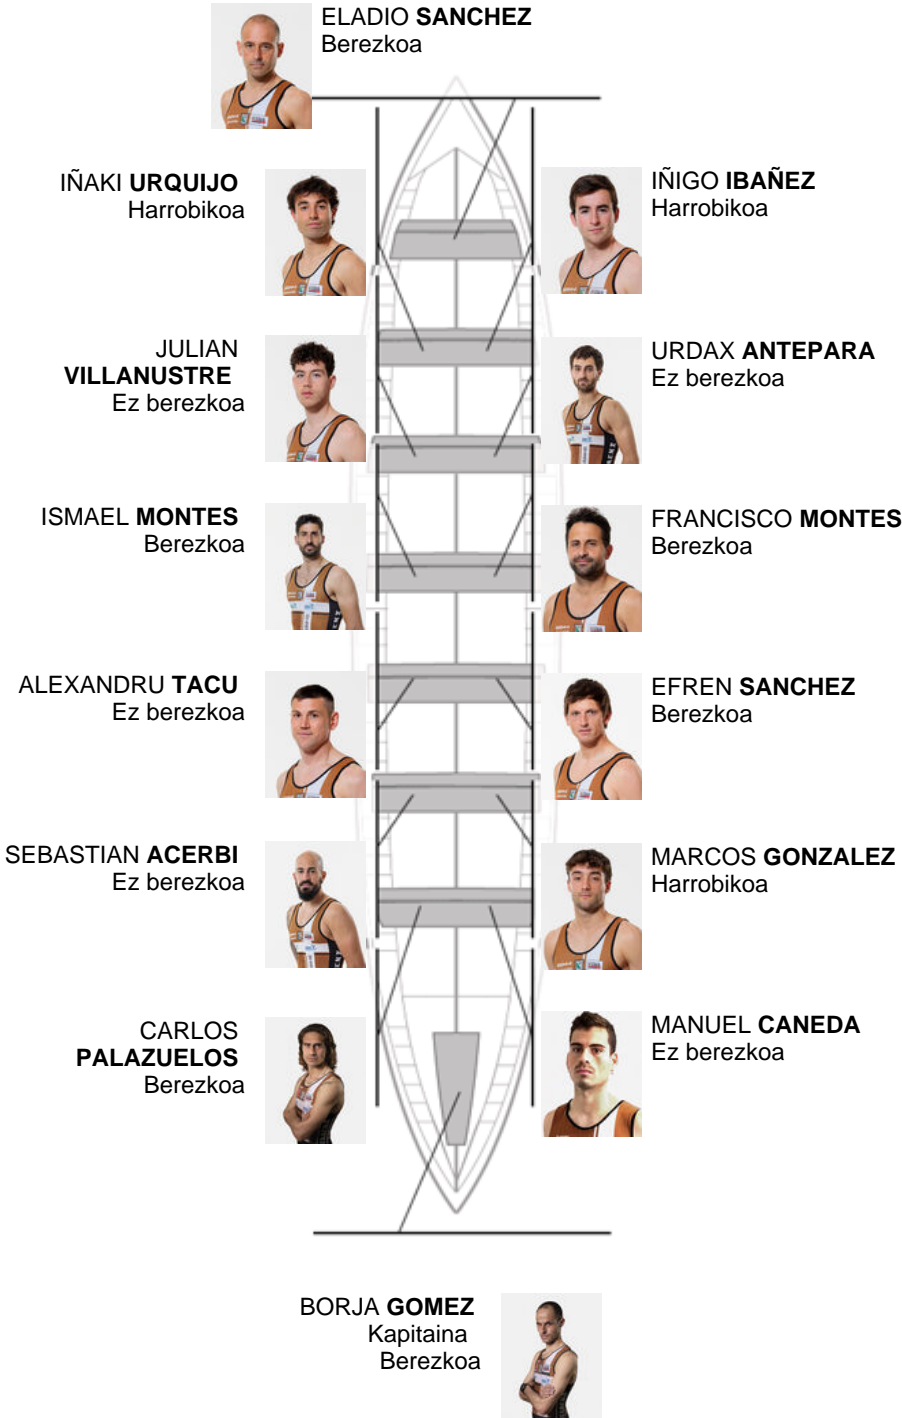 ELADIO SANCHEZ
Berezkoa
IÑAKI URQUIJO
Harrobikoa
IÑIGO IBAÑEZ
Harrobikoa
JULIAN
VILLANUSTRE
Ez berezkoa
URDAX ANTEPARA
Ez berezkoa
ISMAEL MONTES
Berezkoa
FRANCISCO MONTES
Berezkoa
ALEXANDRU TACU
Ez berezkoa
EFREN SANCHEZ
Berezkoa
SEBASTIAN ACERBI
Ez berezkoa
MARCOS GONZALEZ
Harrobikoa
CARLOS
PALAZUELOS
Berezkoa
MANUEL CANEDA
Ez berezkoa
BORJA GOMEZ
Kapitaina
Berezkoa